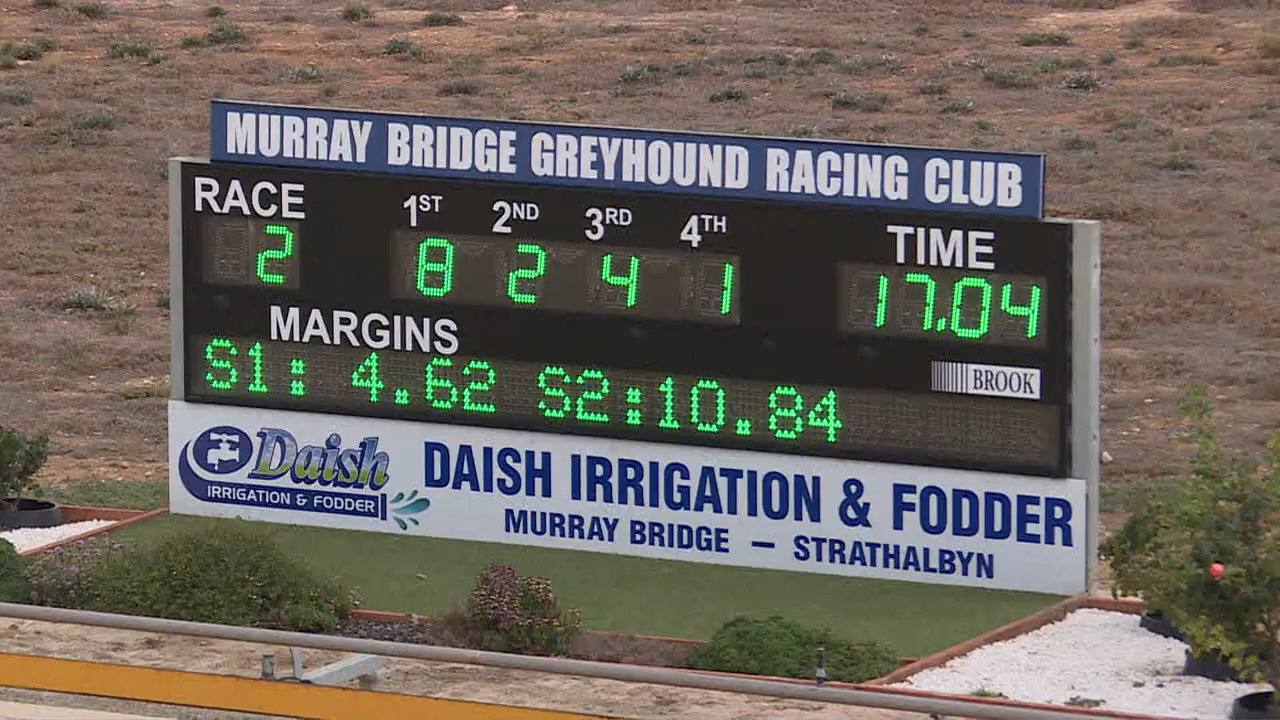 MURRAY BRIDGE GREYHOUND RACING CLUB
RACE 1ST 2ND 3RD 4TH TIME
2 8 2 4 1 17.04
MARGINS
BROOK
S1: 4.62 S2:10.84
Daish
IRRIGATION & FODDER
DAISH IRRIGATION & FODDER
MURRAY BRIDGE – STRATHALBYN